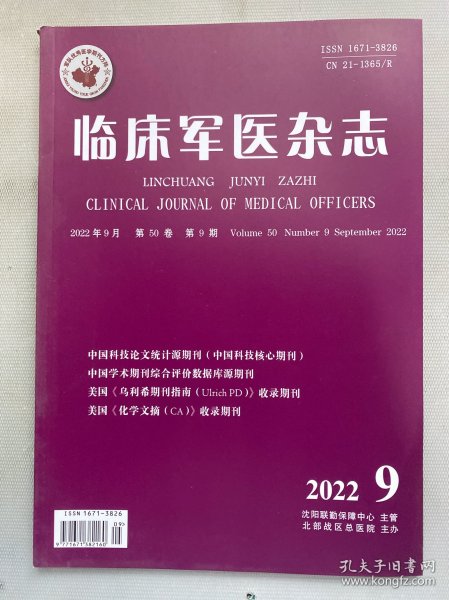 ISSN 1671-3826
CN 21-1365/R
临床军医杂志
LINCHUANG JUNYI ZAZHI
CLINICAL JOURNAL OF MEDICAL OFFICERS
2022年9月 第50卷 第9期 Volume 50 Number 9 September 2022
中国科技论文统计源期刊（中国科技核心期刊）
中国学术期刊综合评价数据库源期刊
美国《乌利希期刊指南（Ulrich PD）》收录期刊
美国《化学文摘（CA）》收录期刊
2022 9
沈阳联勤保障中心 主管
北部战区总医院 主办
ISSN 1671-3826
09>
9 771671 382160
孔夫子旧书网
www.kongfz.com